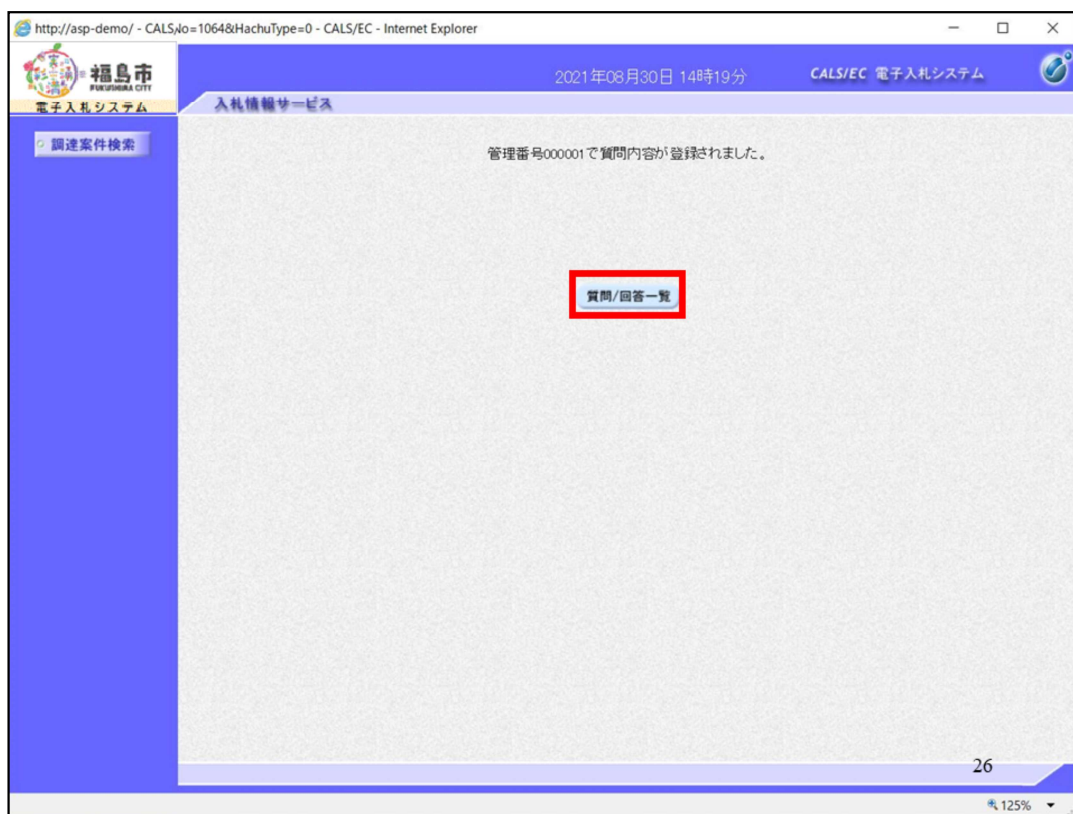 http://asp-demo/ - CALS
No=1064&HachuType=0 - CALS/EC - Internet Explorer
福島市
FUKUSHIMA CITY
電子入札システム
2021年08月30日 14時19分
CALS/EC 電子入札システム
入札情報サービス
調達案件検索
管理番号000001で質問内容が登録されました。
質問/回答一覧
26
125%